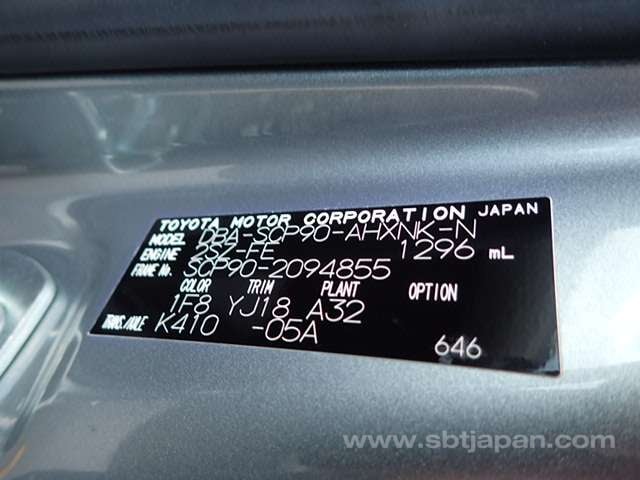 TOYOTA MOTOR CORPORATION JAPAN
MODEL DBA-SCP90-AHXNK-N
ENGINE 2SZ-FE 1296 mL
FRAME No. SCP90-2094855
COLOR TRIM PLANT OPTION
1F8 YJ18 A32
TRANS./AXLE K410 -05A
646
www.sbtjapan.com